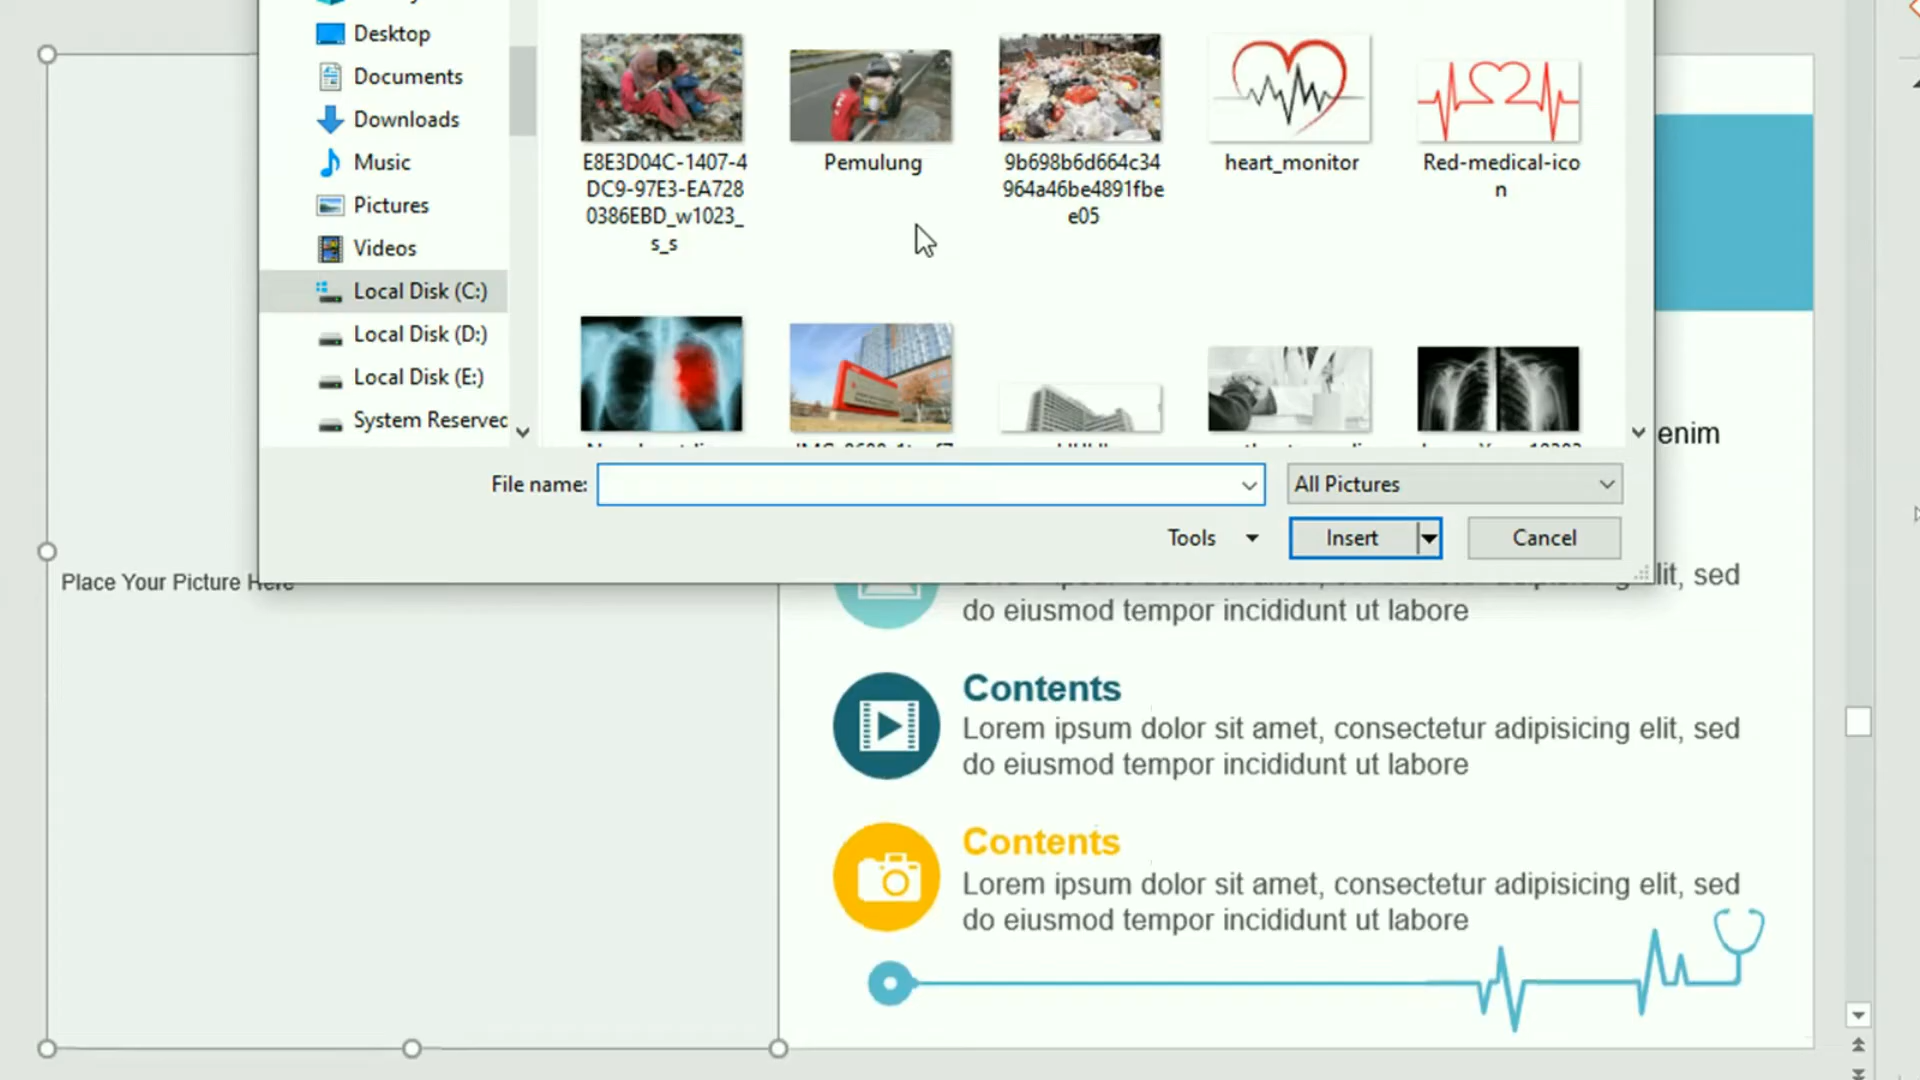 Desktop
Documents
Downloads
Music
Pictures
Videos
Local Disk (C:)
Local Disk (D:)
Local Disk (E:)
System Reserved
E8E3D04C-1407-4
DC9-97E3-EA728
0386EBD_w1023_
s_s
Pemulung
9b698b6d664c34
964a46be4891fbe
e05
heart_monitor
Red-medical-ico
n
File name:
All Pictures
Tools
Insert
Cancel
Place Your Picture Here
enim
lit, sed
do eiusmod tempor incididunt ut labore
Contents
Lorem ipsum dolor sit amet, consectetur adipisicing elit, sed
do eiusmod tempor incididunt ut labore
Contents
Lorem ipsum dolor sit amet, consectetur adipisicing elit, sed
do eiusmod tempor incididunt ut labore